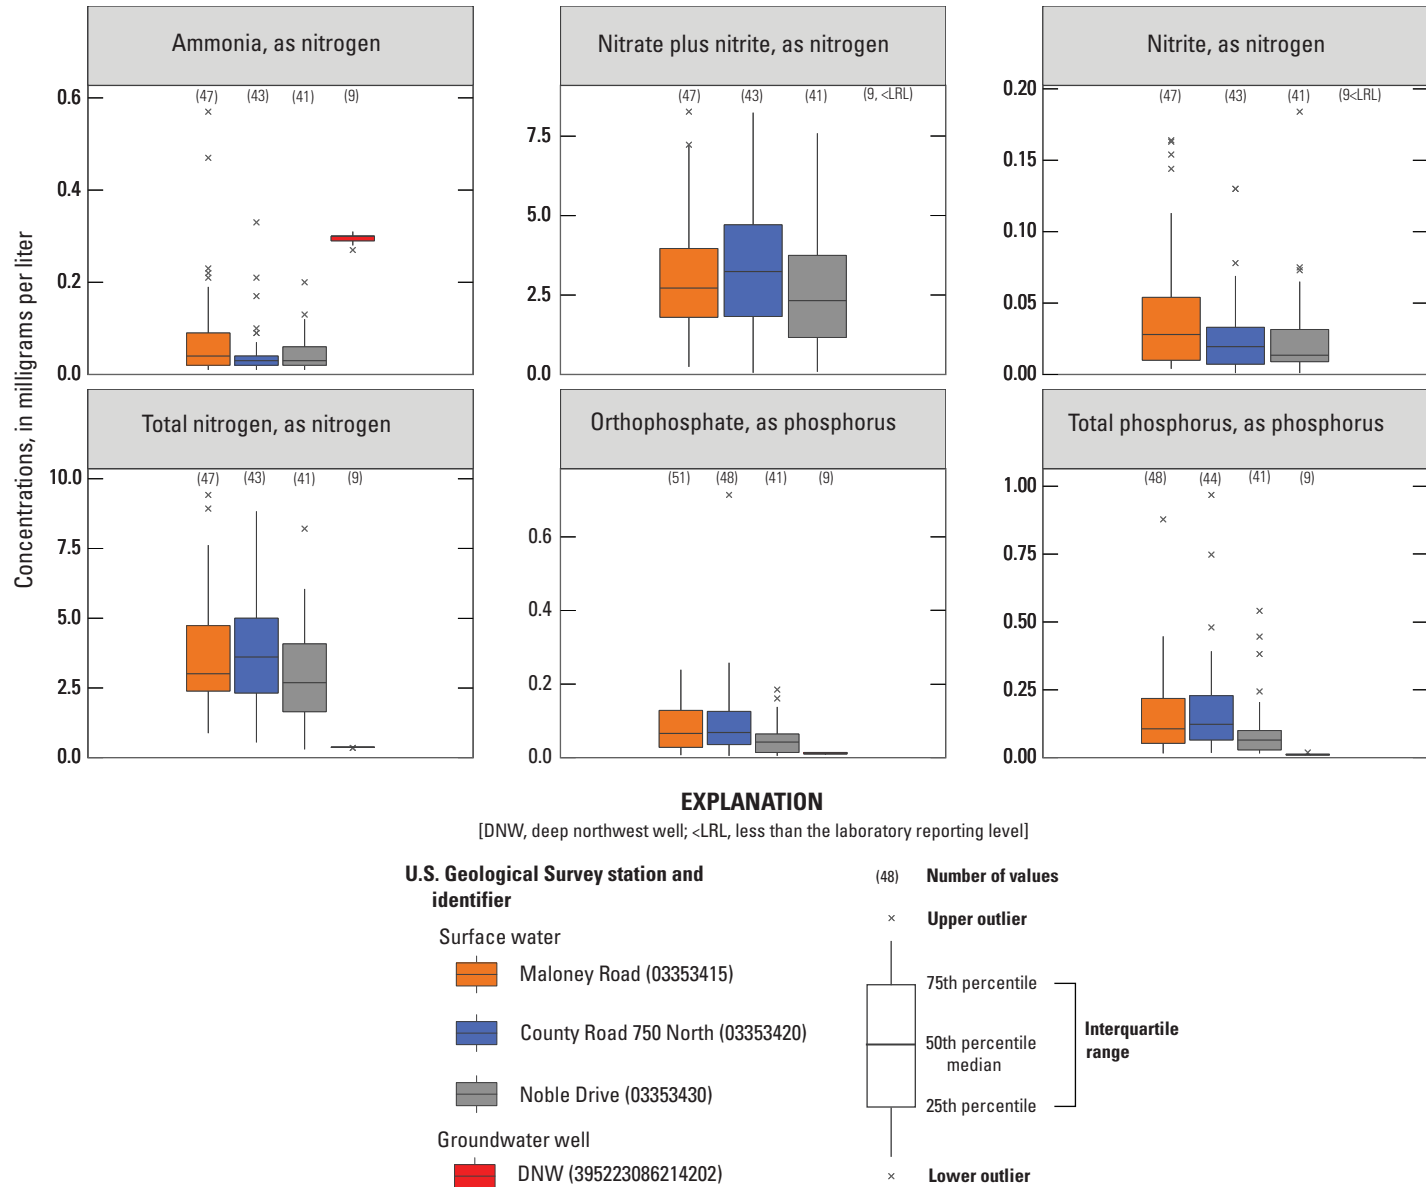 Concentrations, in milligrams per liter
Ammonia, as nitrogen
(47) (43) (41) (9)
0.6
0.4
0.2
0.0
Nitrate plus nitrite, as nitrogen
(47) (43) (41) (9, <LRL)
7.5
5.0
2.5
0.0
Nitrite, as nitrogen
(47) (43) (41) (9<LRL)
0.20
0.15
0.10
0.05
0.00
Total nitrogen, as nitrogen
(47) (43) (41) (9)
10.0
7.5
5.0
2.5
0.0
Orthophosphate, as phosphorus
(51) (48) (41) (9)
0.6
0.4
0.2
0.0
Total phosphorus, as phosphorus
(48) (44) (41) (9)
1.00
0.75
0.50
0.25
0.00
EXPLANATION
[DNW, deep northwest well; <LRL, less than the laboratory reporting level]
U.S. Geological Survey station and
identifier
Surface water
Maloney Road (03353415)
County Road 750 North (03353420)
Noble Drive (03353430)
Groundwater well
DNW (395223086214202)
(48) Number of values
× Upper outlier
75th percentile
50th percentile
median
25th percentile
Interquartile
range
× Lower outlier